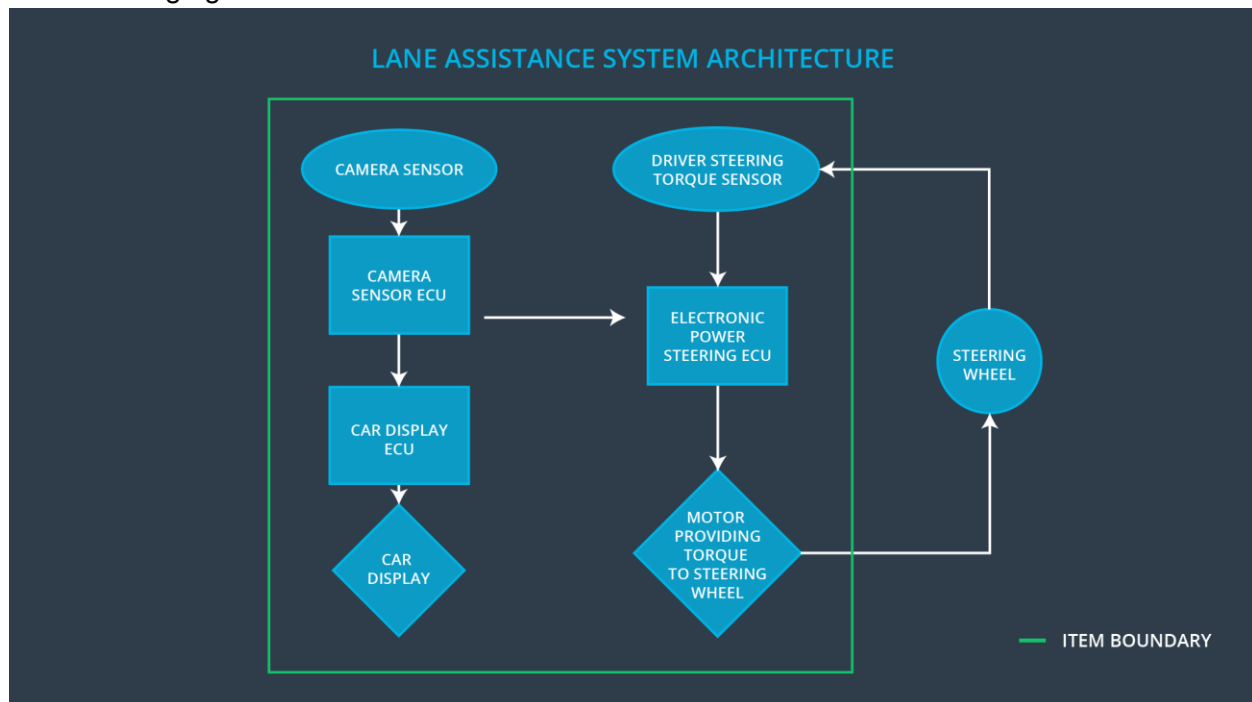 LANE ASSISTANCE SYSTEM ARCHITECTURE
CAMERA SENSOR
CAMERA
SENSOR ECU
CAR DISPLAY
ECU
CAR
DISPLAY
DRIVER STEERING
TORQUE SENSOR
ELECTRONIC
POWER
STEERING ECU
MOTOR
PROVIDING
TORQUE
TO STEERING
WHEEL
STEERING
WHEEL
ITEM BOUNDARY